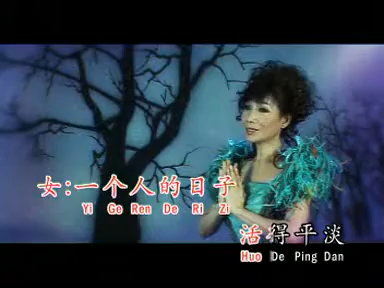 女:一个人的日子
Yi Ge Ren De Ri Zi
活得平淡
Huo De Ping Dan